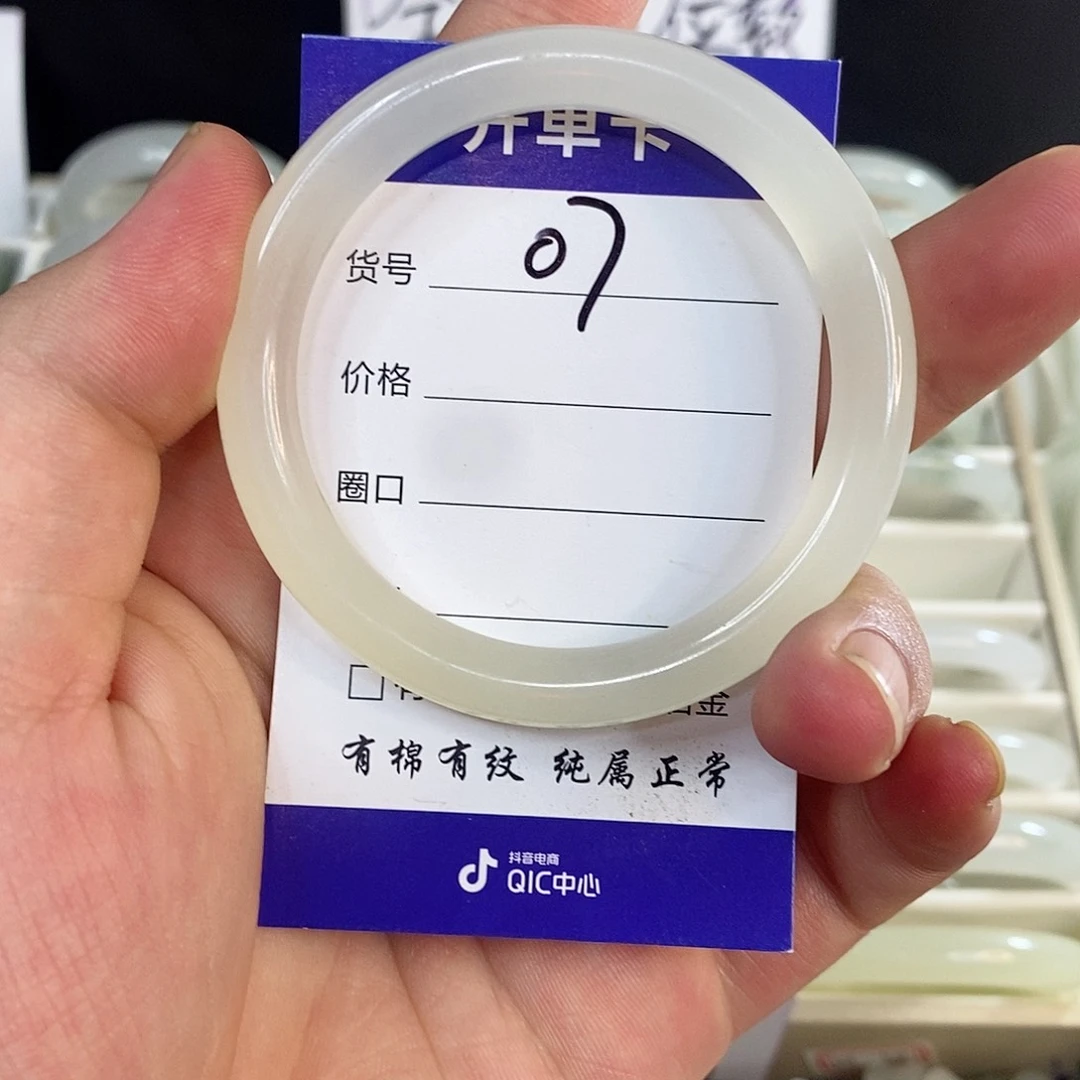 开单卡
货号 07
价格
圈口
有棉有纹 纯属正常
抖音电商
QIC中心